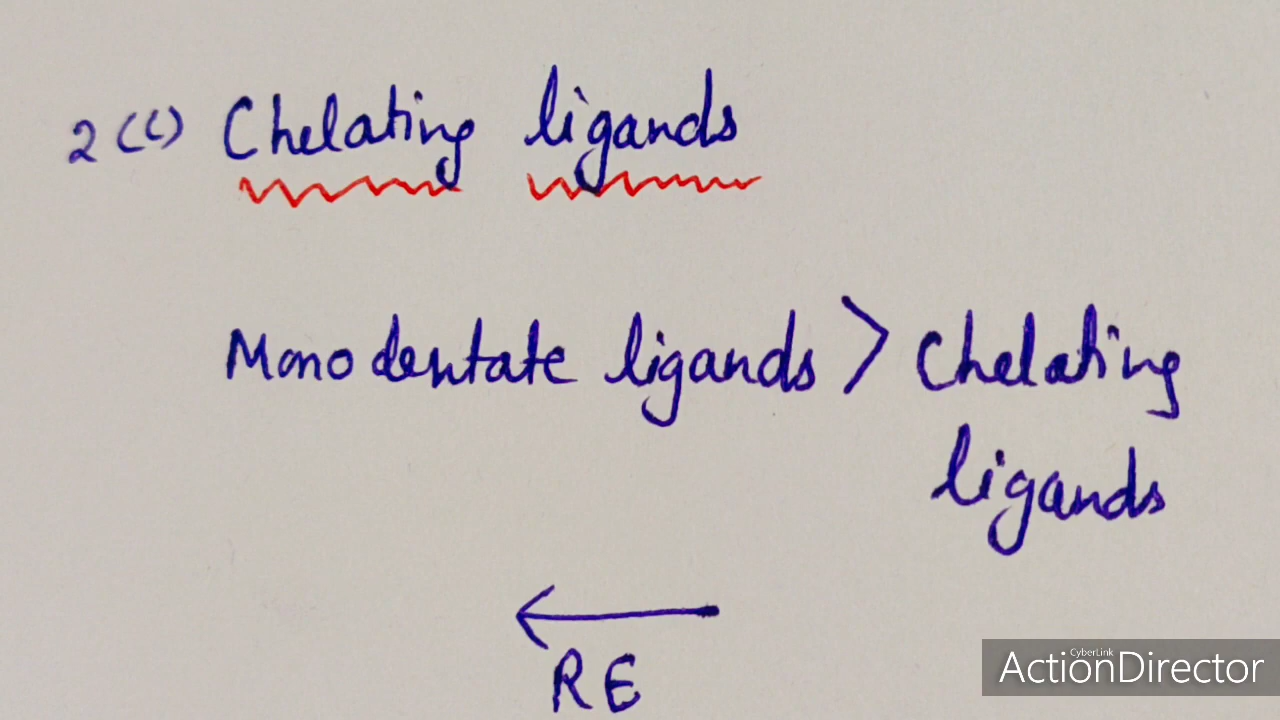 2 (c) Chelating ligands
Monodentate ligands > Chelating
ligands
←
RE
CyberLink
ActionDirector